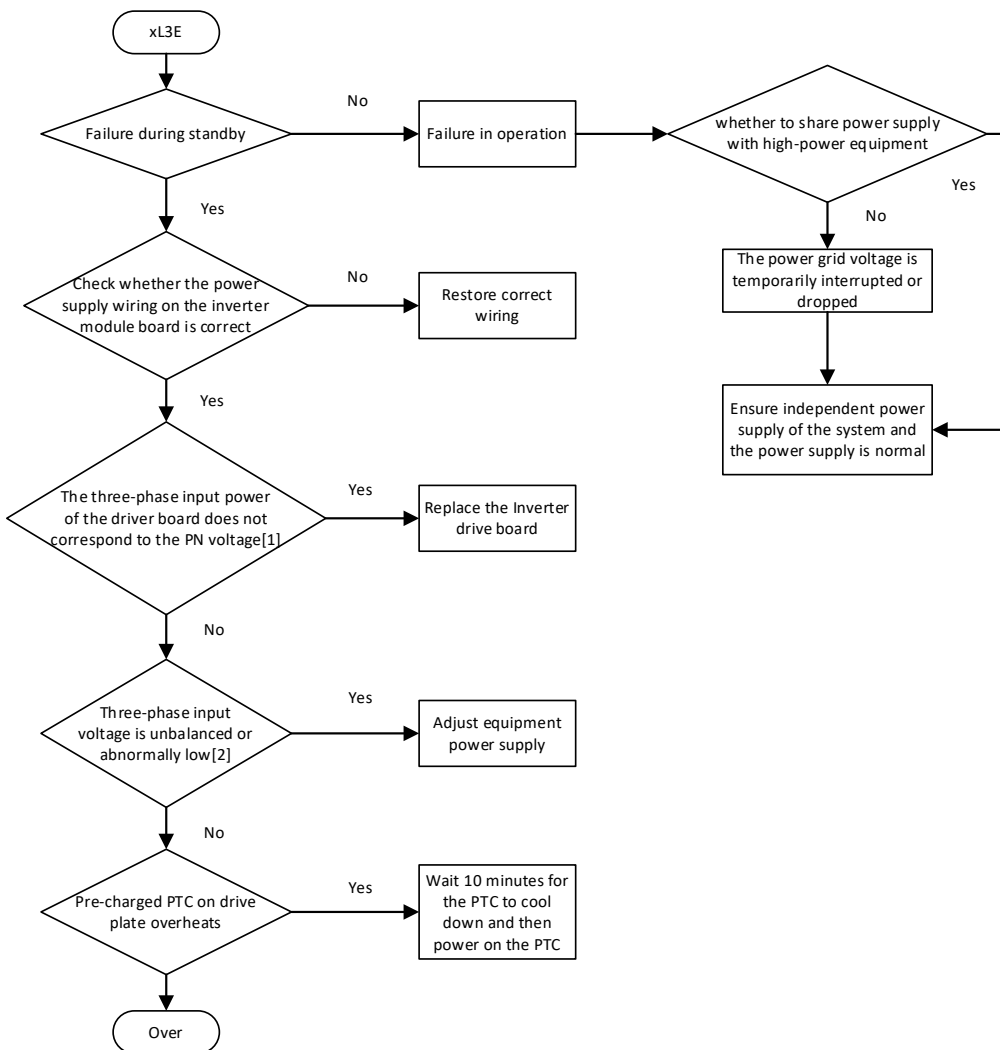 xL3E
Failure during standby
No
Failure in operation
whether to share power supply
with high-power equipment
Yes
Yes
No
Check whether the power
supply wiring on the inverter
module board is correct
No
Restore correct
wiring
The power grid voltage is
temporarily interrupted or
dropped
Yes
Ensure independent power
supply of the system and
the power supply is normal
The three-phase input power
of the driver board does not
correspond to the PN voltage[1]
Yes
Replace the Inverter
drive board
No
Three-phase input
voltage is unbalanced or
abnormally low[2]
Yes
Adjust equipment
power supply
No
Pre-charged PTC on drive
plate overheats
Yes
Wait 10 minutes for
the PTC to cool
down and then
power on the PTC
Over